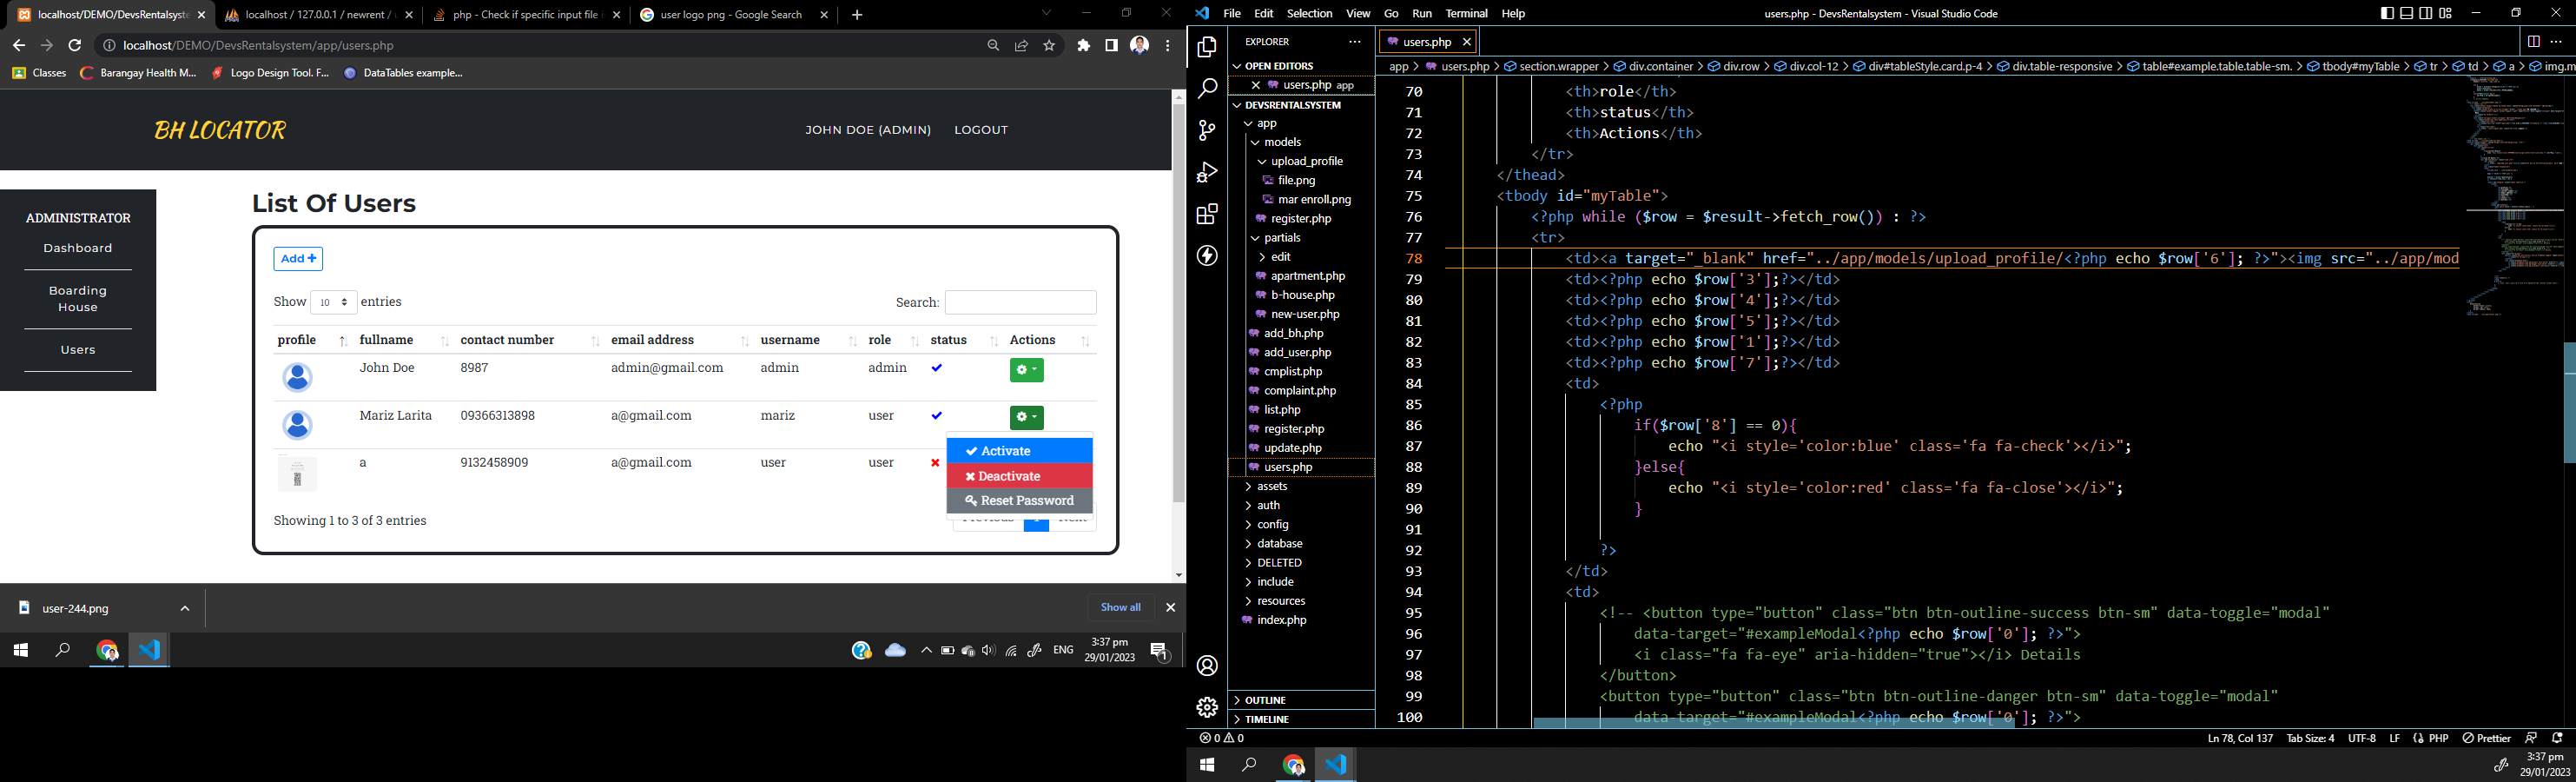 localhost/DEMO/DevsRentalsyste
localhost / 127.0.0.1 / newrent /
php - Check if specific input file
user logo png - Google Search
localhost/DEMO/DevsRentalsystem/app/users.php
Classes
Barangay Health M...
Logo Design Tool. F...
DataTables example...
BH LOCATOR
JOHN DOE (ADMIN)
LOGOUT
ADMINISTRATOR
Dashboard
Boarding
House
Users
List Of Users
Add +
Show 10 entries
Search:
profile fullname contact number email address username role status Actions
John Doe 8987 admin@gmail.com admin admin
Mariz Larita 09366313898 a@gmail.com mariz user
a 9132458909 a@gmail.com user user
Activate
Deactivate
Reset Password
Showing 1 to 3 of 3 entries
user-244.png
Show all
ENG
3:37 pm
29/01/2023
File Edit Selection View Go Run Terminal Help
users.php - DevsRentalsystem - Visual Studio Code
EXPLORER
OPEN EDITORS
users.php app
DEVSRENTALSYSTEM
app
models
upload_profile
file.png
mar enroll.png
register.php
partials
edit
apartment.php
b-house.php
new-user.php
add_bh.php
add_user.php
cmplist.php
complaint.php
list.php
register.php
update.php
users.php
assets
auth
config
database
DELETED
include
resources
index.php
OUTLINE
TIMELINE
users.php
app > users.php > section.wrapper > div.container > div.row > div.col-12 > div#tableStyle.card.p-4 > div.table-responsive > table#example.table.table-sm. > tbody#myTable > tr > td > a > img.m
70 <th>role</th>
71 <th>status</th>
72 <th>Actions</th>
73 </tr>
74 </thead>
75 <tbody id="myTable">
76 <?php while ($row = $result->fetch_row()) : ?>
77 <tr>
78 <td><a target="_blank" href="../app/models/upload_profile/<?php echo $row['6']; ?>"><img src="../app/mod
79 <td><?php echo $row['3'];?></td>
80 <td><?php echo $row['4'];?></td>
81 <td><?php echo $row['5'];?></td>
82 <td><?php echo $row['1'];?></td>
83 <td><?php echo $row['7'];?></td>
84 <td>
85 <?php
86 if($row['8'] == 0){
87 echo "<i style='color:blue' class='fa fa-check'></i>";
88 }else{
89 echo "<i style='color:red' class='fa fa-close'></i>";
90 }
91
92 ?>
93 </td>
94 <td>
95 <!-- <button type="button" class="btn btn-outline-success btn-sm" data-toggle="modal"
96 data-target="#exampleModal<?php echo $row['0']; ?>">
97 <i class="fa fa-eye" aria-hidden="true"></i> Details
98 </button>
99 <button type="button" class="btn btn-outline-danger btn-sm" data-toggle="modal"
100 data-target="#exampleModal<?php echo $row['0']; ?>">
0 0
Ln 78, Col 137 Tab Size: 4 UTF-8 LF PHP Prettier
3:37 pm
29/01/2023